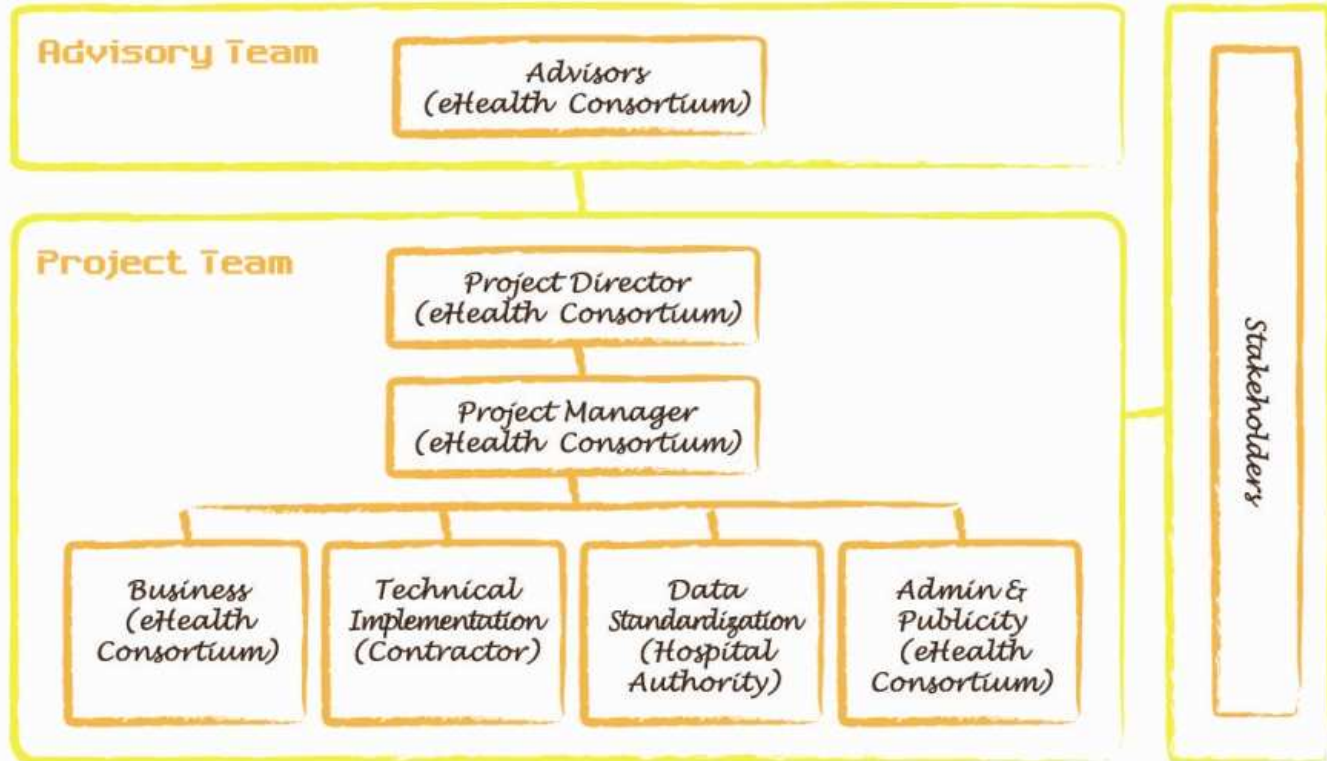 Advisory Team
Advisors
(eHealth Consortium)
Project Team
Project Director
(eHealth Consortium)
Project Manager
(eHealth Consortium)
Business
(eHealth
Consortium)
Technical
Implementation
(Contractor)
Data
Standardization
(Hospital
Authority)
Admin &
Publicity
(eHealth
Consortium)
Stakeholders